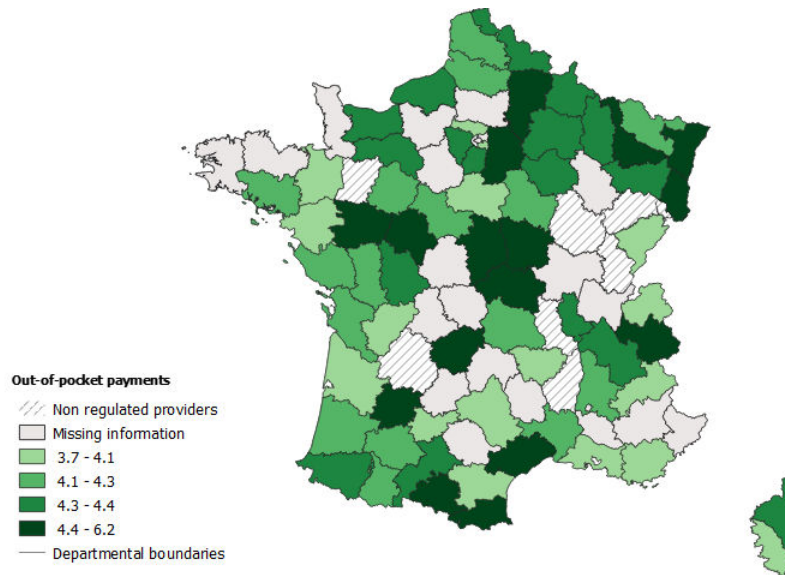 Out-of-pocket payments
Non regulated providers
Missing information
3.7 - 4.1
4.1 - 4.3
4.3 - 4.4
4.4 - 6.2
Departmental boundaries